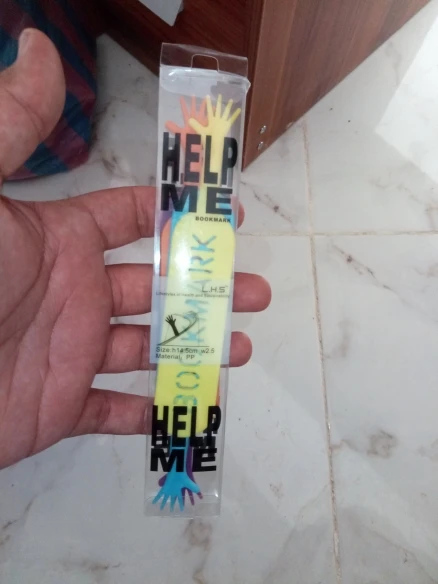 HELP
ME
BOOKMARK
BOOKMARK
L.H.S
Size:h14.5cm w2.5
Material: PP
HELP
ME